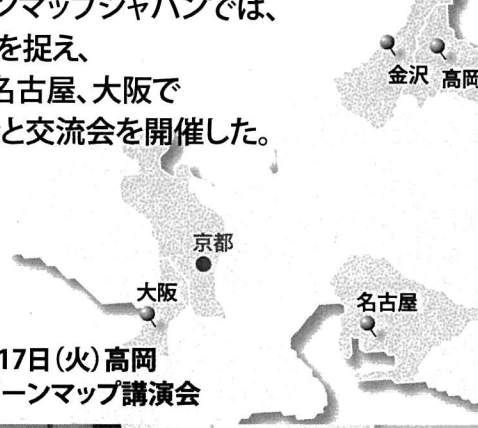 ンマップジャパンでは、
を捉え、
名古屋、大阪で
と交流会を開催した。
金沢 高岡
京都
大阪
名古屋
17日(火)高岡
ーンマップ講演会